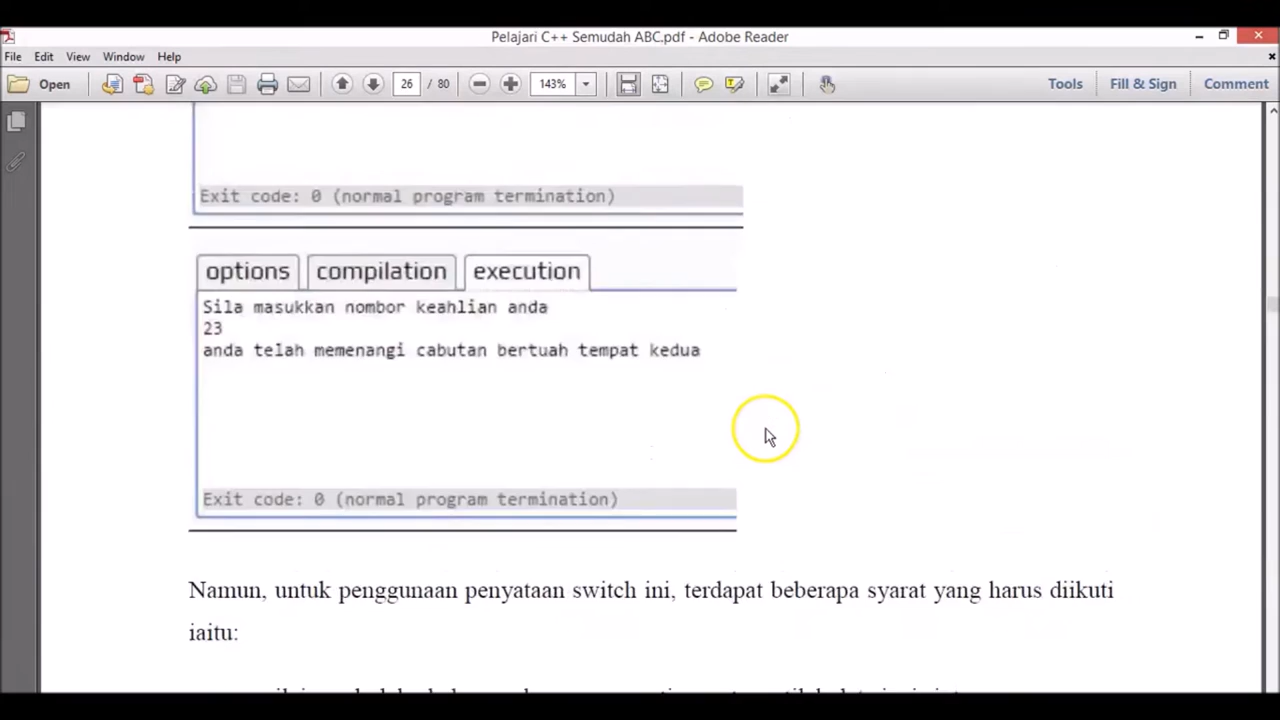 Pelajari C++ Semudah ABC.pdf - Adobe Reader
File Edit View Window Help
Open 26 / 80 143% Tools Fill & Sign Comment
Exit code: 0 (normal program termination)
options compilation execution
Sila masukkan nombor keahlian anda
23
anda telah memenangi cabutan bertuah tempat kedua
Exit code: 0 (normal program termination)
Namun, untuk penggunaan penyataan switch ini, terdapat beberapa syarat yang harus diikuti
iaitu: